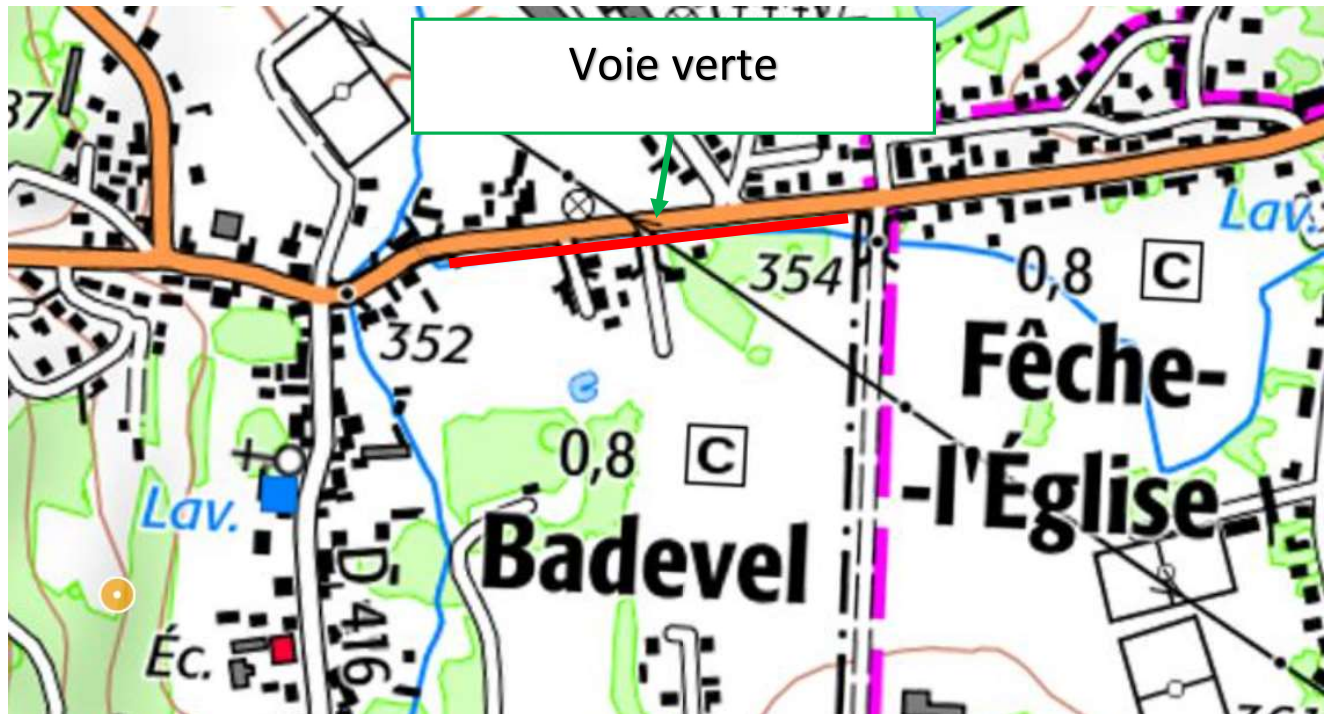 Voie verte
37
Lav.
354
0,8
C
352
Fêche-
0,8
C
-l'Église
Lav.
Badevel
D 416
Éc.